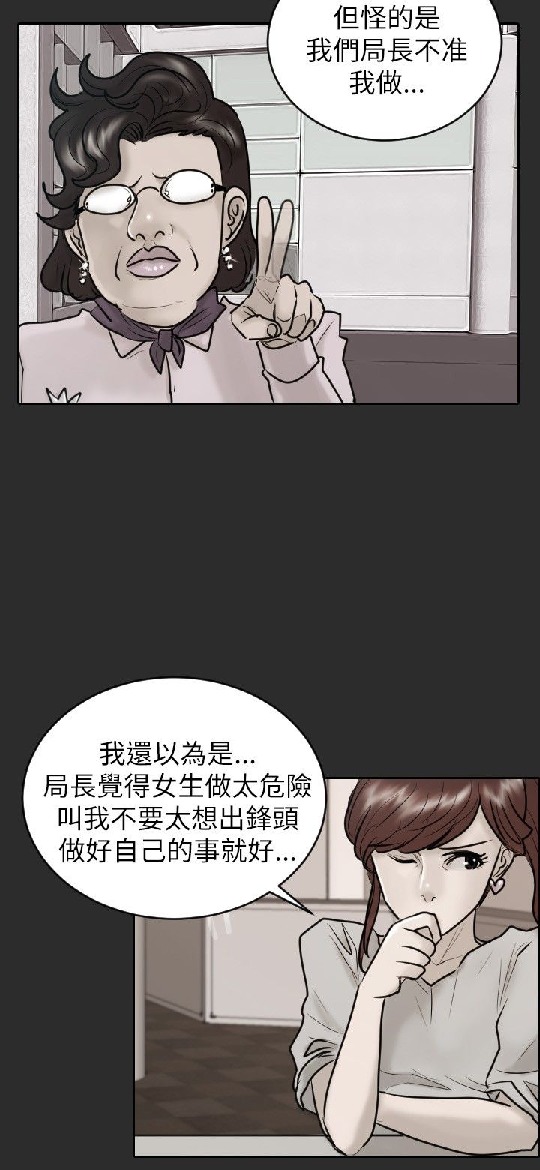 但怪的是
我們局長不准
我做...
我還以為是...
局長覺得女生做太危險
叫我不要太想出鋒頭
做好自己的事就好...